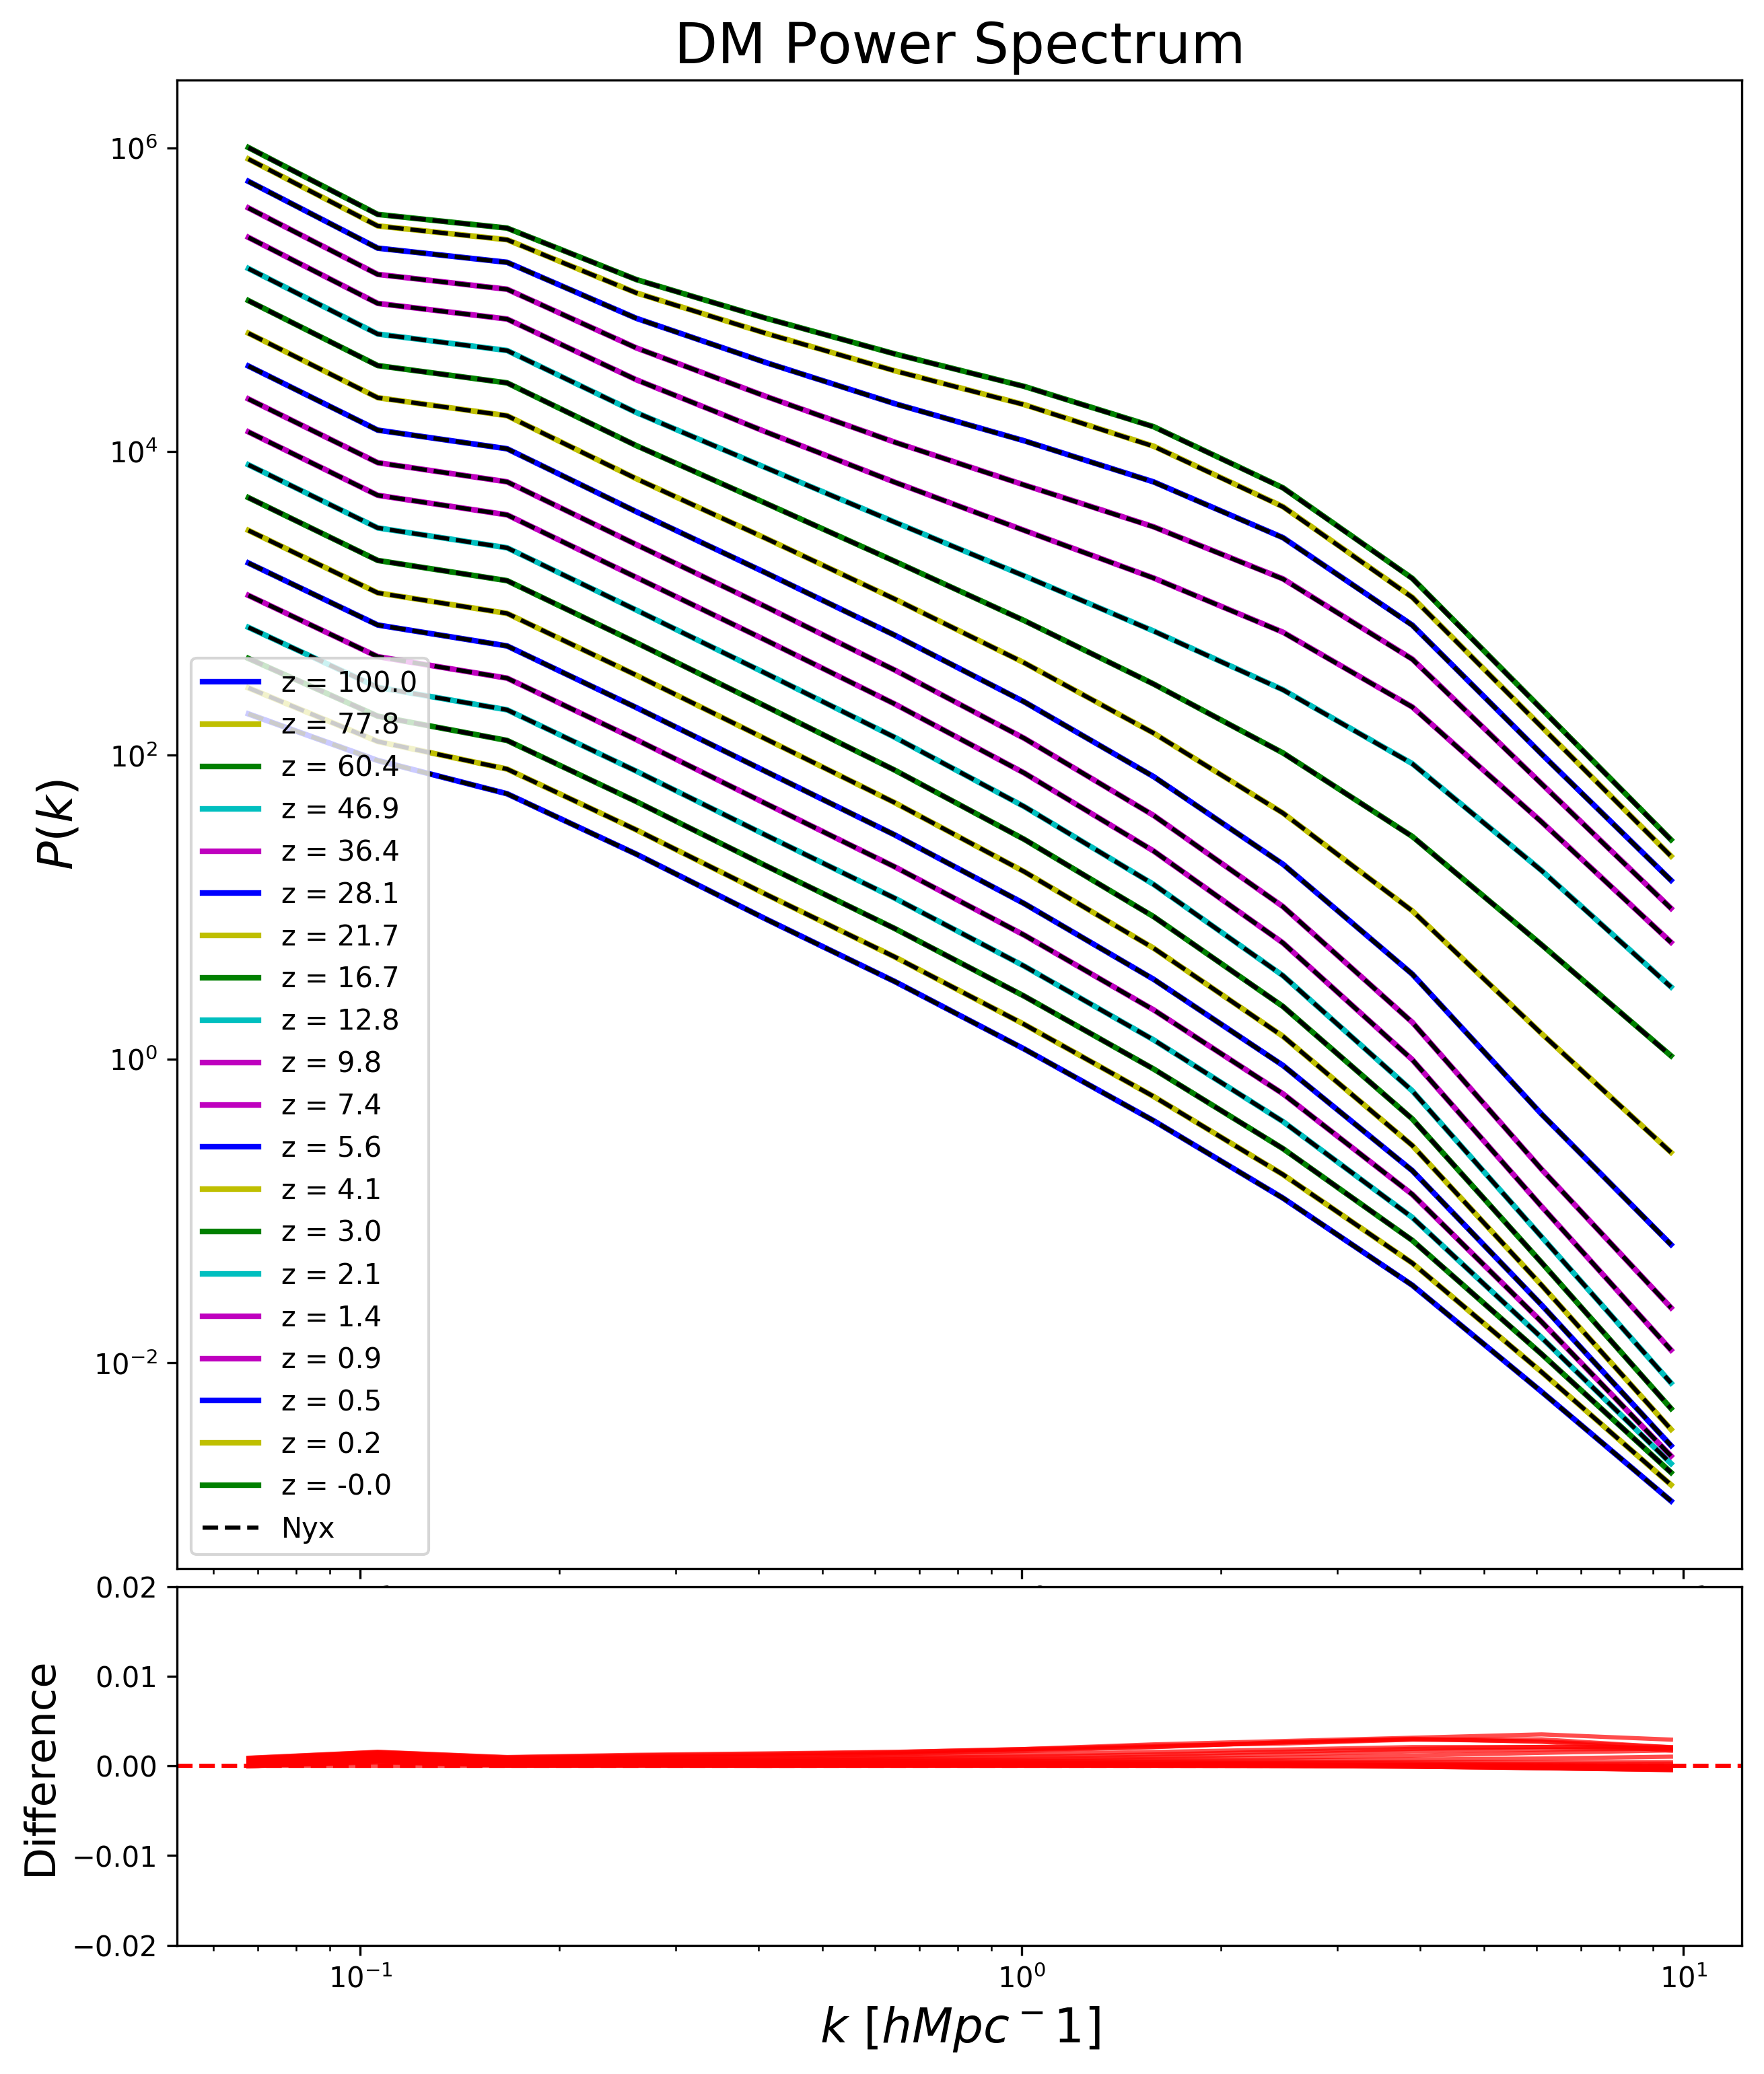 DM Power Spectrum
10^6
10^4
10^2
10^0
10^-2
P(k)
z = 100.0
z = 77.8
z = 60.4
z = 46.9
z = 36.4
z = 28.1
z = 21.7
z = 16.7
z = 12.8
z = 9.8
z = 7.4
z = 5.6
z = 4.1
z = 3.0
z = 2.1
z = 1.4
z = 0.9
z = 0.5
z = 0.2
z = -0.0
Nyx
0.02
0.01
0.00
−0.01
−0.02
Difference
10^-1 10^0 10^1
k [hMpc^−1]